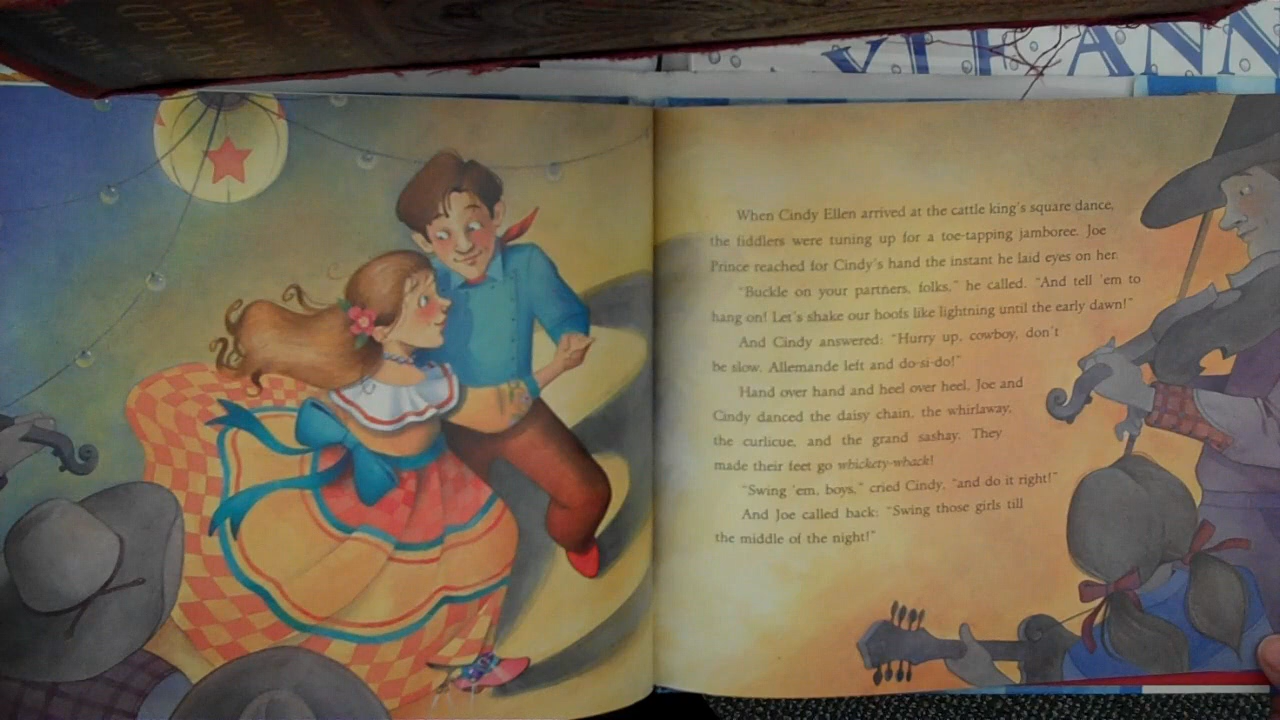 When Cindy Ellen arrived at the cattle king's square dance,
the fiddlers were tuning up for a toe-tapping jamboree. Joe
Prince reached for Cindy's hand the instant he laid eyes on her.
"Buckle on your partners, folks," he called. "And tell 'em to
hang on! Let's shake our hoofs like lightning until the early dawn!"
And Cindy answered: "Hurry up, cowboy, don't
be slow. Allemande left and do-si-do!"
Hand over hand and heel over heel, Joe and
Cindy danced the daisy chain, the whirlaway,
the curlicue, and the grand sashay. They
made their feet go whickety-whack!
"Swing 'em, boys," cried Cindy, "and do it right!"
And Joe called back: "Swing those girls till
the middle of the night!"